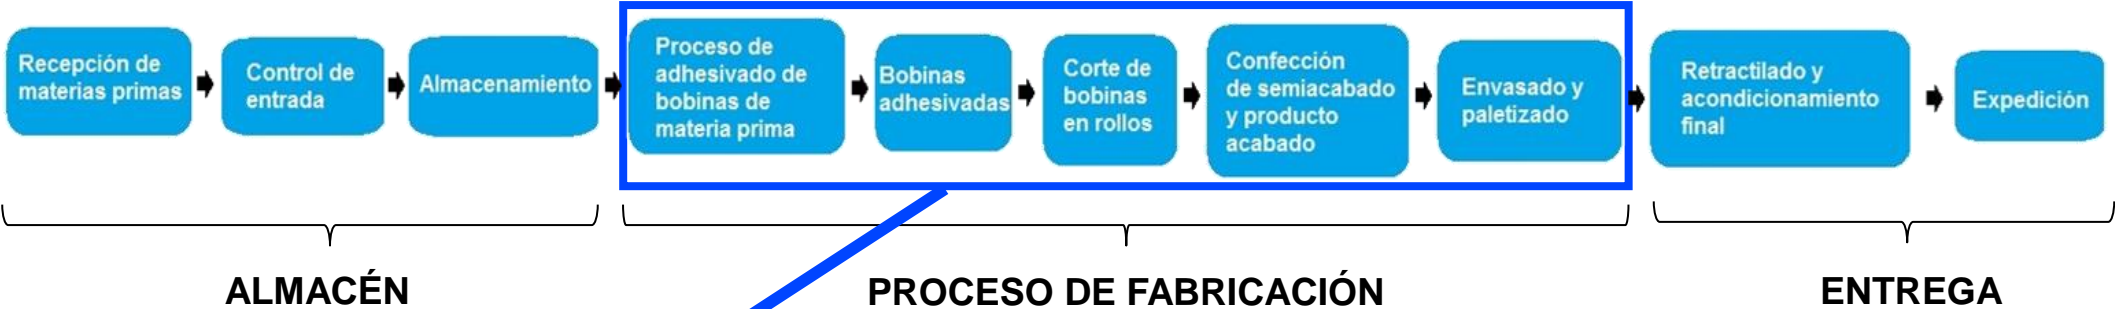 Recepción de
materias primas
Control de
entrada
Almacenamiento
Proceso de
adhesivado de
bobinas de
materia prima
Bobinas
adhesivadas
Corte de
bobinas
en rollos
Confección
de semiacabado
y producto
acabado
Envasado y
paletizado
Retractilado y
acondicionamiento
final
Expedición
ALMACÉN
PROCESO DE FABRICACIÓN
ENTREGA